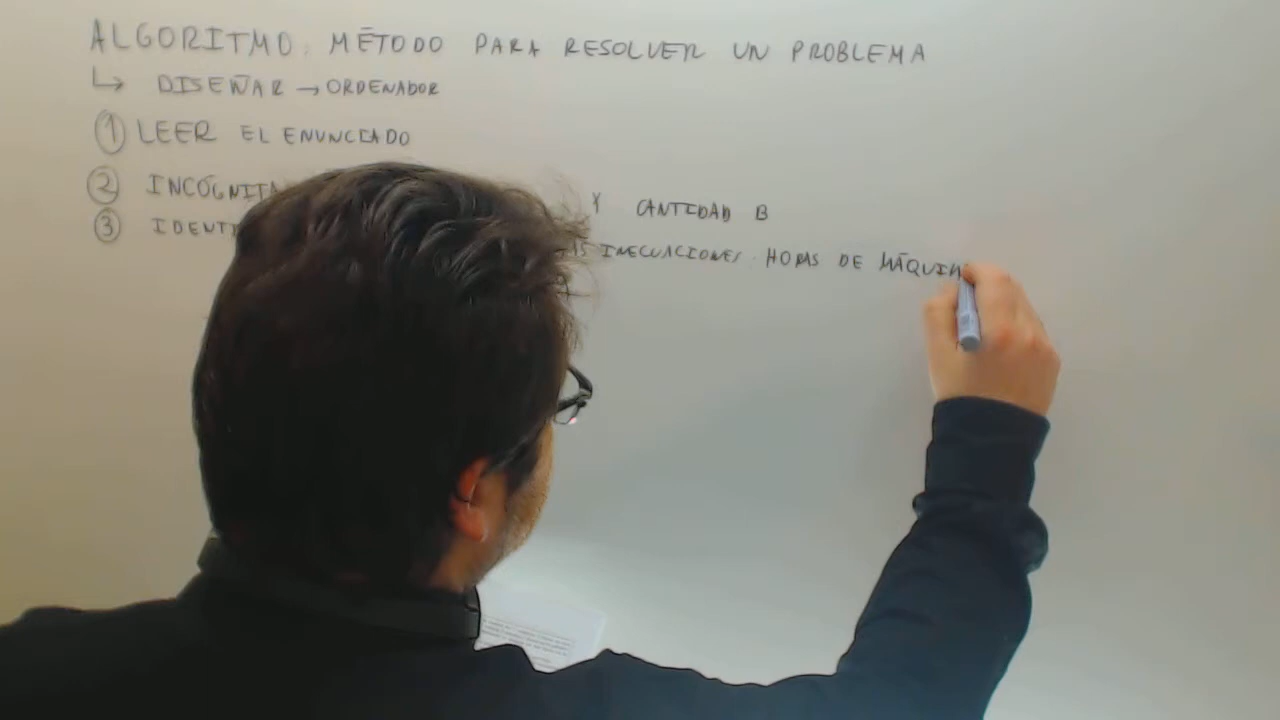 ALGORITMO: MÉTODO PARA RESOLVER UN PROBLEMA
↳ DISEÑAR → ORDENADOR
① LEER EL ENUNCIADO
② INCÓGNITA Y CANTIDAD B
③ IDENTI AS INECUACIONES: HORAS DE MÁQUIN